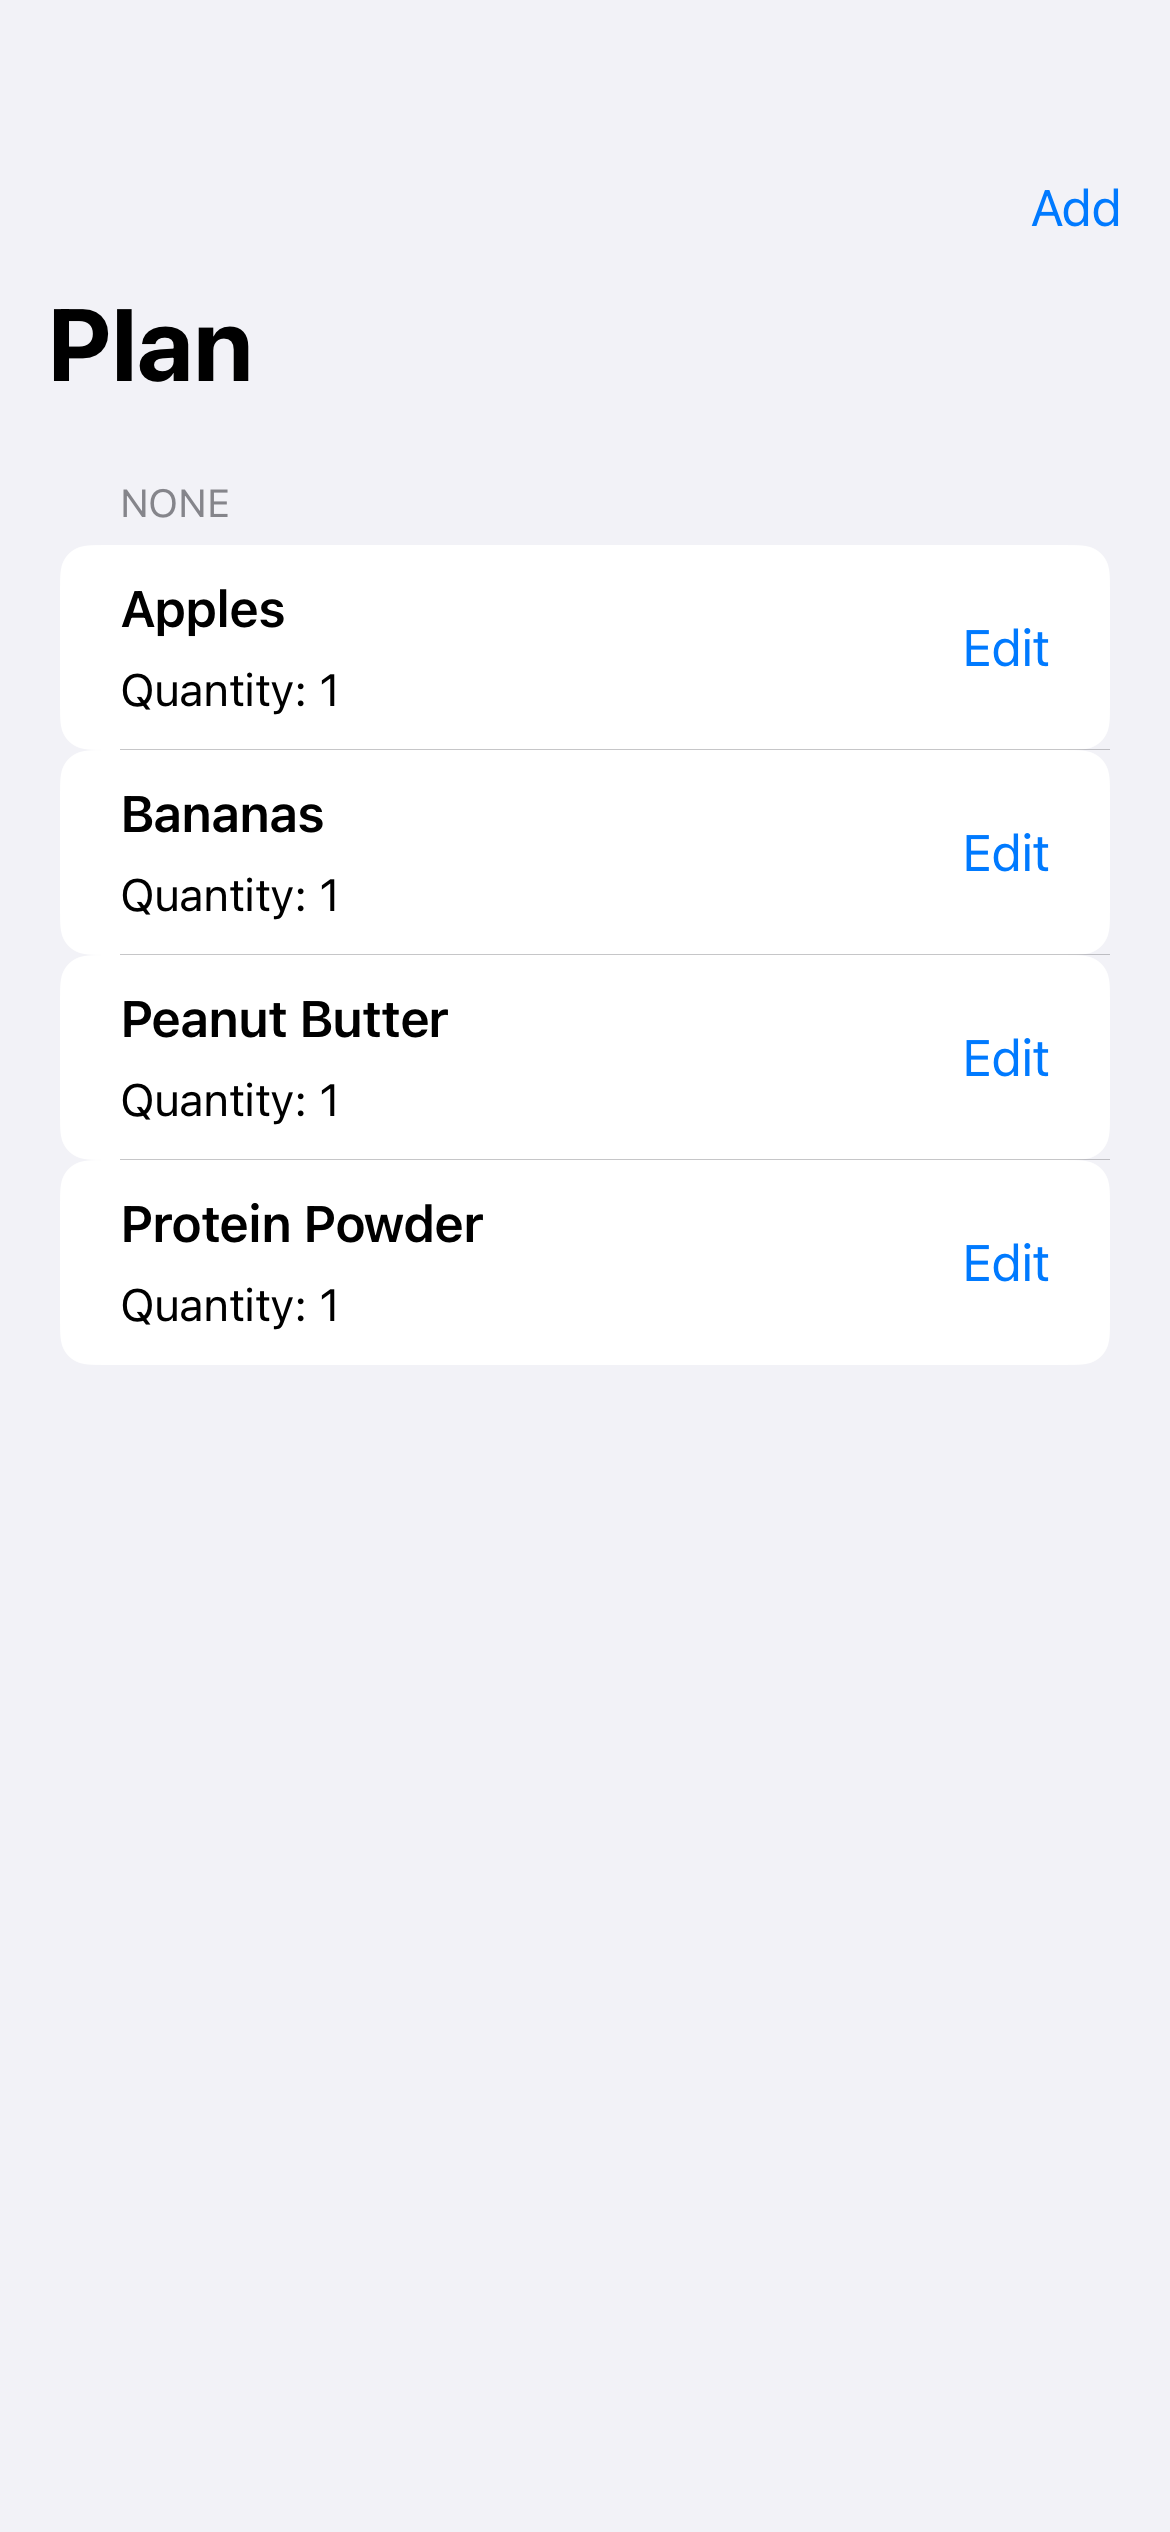 Add
Plan
NONE
Apples
Quantity: 1
Edit
Bananas
Quantity: 1
Edit
Peanut Butter
Quantity: 1
Edit
Protein Powder
Quantity: 1
Edit